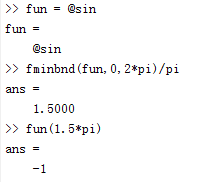 >> fun = @sin
fun =
@sin
>> fminbnd(fun,0,2*pi)/pi
ans =
1.5000
>> fun(1.5*pi)
ans =
-1